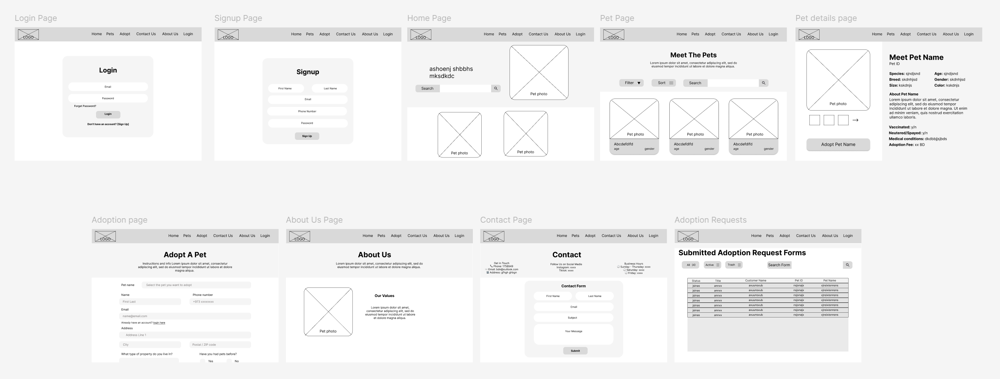 Login Page
LOGO
Home Pets Adopt Contact Us About Us Login
Login
Email
Password
Forget Password?
Login
Don't have an account? [Sign Up]
Signup Page
LOGO
Home Pets Adopt Contact Us About Us Login
Signup
First Name Last Name
Email
Phone Number
Password
Sign Up
Home Page
LOGO
Home Pets Adopt Contact Us About Us Login
ashoenj shbbhs
mksdkdc
Search
Pet photo
Pet photo Pet photo
Pet Page
LOGO
Home Pets Adopt Contact Us About Us Login
Meet The Pets
Lorem ipsum dolor sit amet, consectetur adipiscing elit, sed do
eiusmod tempor incididunt ut labore et dolore magna aliqua.
Filter Sort Search
Pet photo Pet photo Pet photo
Abcdefdlfd Abcdefdlfd Abcdefdlfd
age gender age gender age gender
Pet details page
LOGO
Home Pets Adopt Contact Us About Us Login
Pet photo
Adopt Pet Name
Meet Pet Name
Pet ID
Species: sjndjsnd Age: sjndjsnd
Breed: skdnhjsd Gender: skdnhjsd
Size: kskdnjs Color: kskdnjs
About Pet Name
Lorem ipsum dolor sit amet, consectetur
adipiscing elit, sed do eiusmod tempor
incididunt ut labore et dolore magna. Ut enim
ad minim veniam, quis nostrud exercitation
ullamco laboris.
Vaccinated: y/n
Neutered/Spayed: y/n
Medical conditions: dkdbbjjsjbds
Adoption Fee: xx BD
Adoption page
LOGO
Home Pets Adopt Contact Us About Us Login
Adopt A Pet
Instructions and info Lorem ipsum dolor sit amet, consectetur
adipiscing elit, sed do eiusmod tempor incididunt ut labore et dolore
magna aliqua.
Pet name Select the pet you want to adopt
Name Phone number
First Last +973 xxxxxxxx
Email
name@email.com
Already have an account? login here
Address
Address Line 1
City Postal / ZIP code
What type of property do you live in? Have you had pets before?
Yes No
About Us Page
LOGO
Home Pets Adopt Contact Us About Us Login
About Us
Lorem ipsum dolor sit amet, consectetur adipiscing elit, sed do
eiusmod tempor incididunt ut labore et dolore magna aliqua.
Pet photo
Our Values
Lorem ipsum dolor sit amet,
consectetur adipiscing elit, sed do
eiusmod tempor incididunt ut labore
et dolore magna aliqua.
Contact Page
LOGO
Home Pets Adopt Contact Us About Us Login
Contact
Get in Touch
Phone: 1758949
Email: bdn@outlook.com
Address: gfhgh ghbgn
Follow Us on Social Media
Instagram: xxxx
Tiktok: xxxx
Business Hours
Sunday - Thursday: xxxx
Saturday: xxxx
Friday: xxxx
Contact Form
First Name Last Name
Email
Subject
Your Message
Submit
Adoption Requests
LOGO
Home Pets Adopt Contact Us About Us Login
Submitted Adoption Request Forms
All (4) Active Trash Search Form
Status Title Customer Name Pet ID Pet Name
jsinas annxx axuunsxub nsjxnajx xjnsixisnnsns
jsinas annxx axuunsxub nsjxnajx xjnsixisnnsns
jsinas annxx axuunsxub nsjxnajx xjnsixisnnsns
jsinas annxx axuunsxub nsjxnajx xjnsixisnnsns
jsinas annxx axuunsxub nsjxnajx xjnsixisnnsns
jsinas annxx axuunsxub nsjxnajx xjnsixisnnsns
jsinas annxx axuunsxub nsjxnajx xjnsixisnnsns